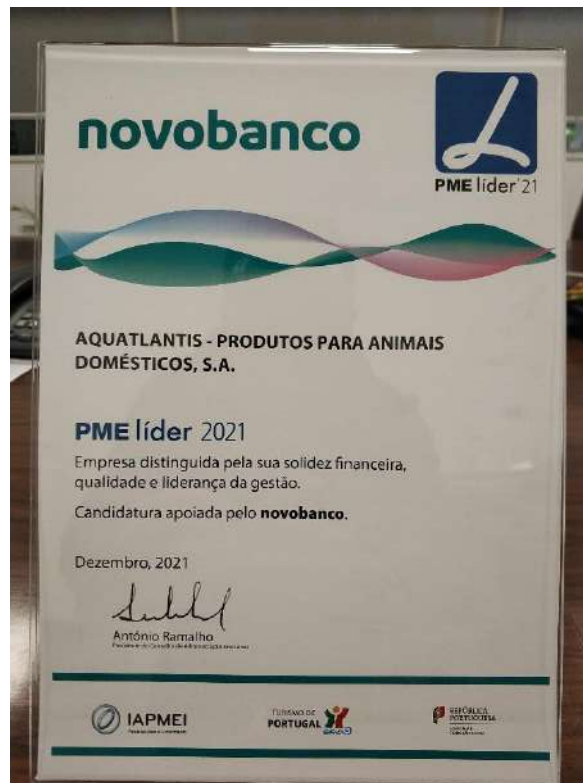 novobanco
PME líder'21
AQUATLANTIS - PRODUTOS PARA ANIMAIS
DOMÉSTICOS, S.A.
PME líder 2021
Empresa distinguida pela sua solidez financeira,
qualidade e liderança da gestão.
Candidatura apoiada pelo novobanco.
Dezembro, 2021
António Ramalho
IAPMEI
TURISMO DE
PORTUGAL
REPÚBLICA
PORTUGUESA